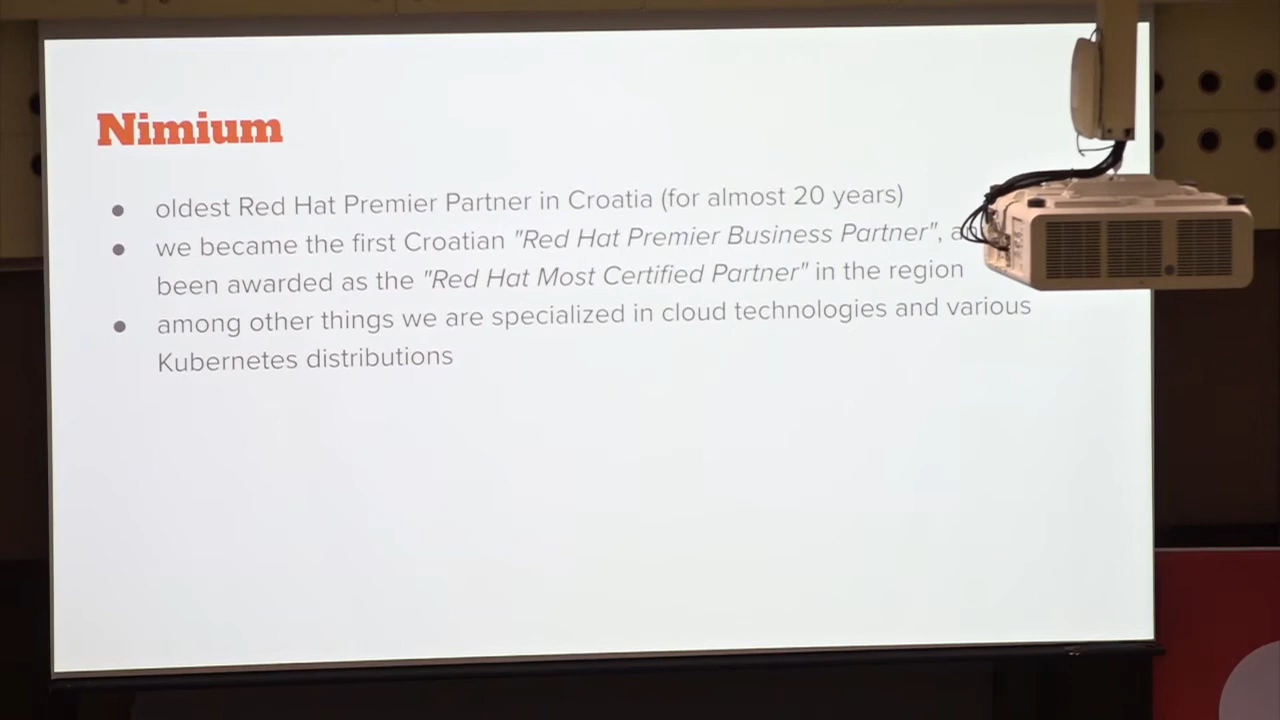 Nimium
● oldest Red Hat Premier Partner in Croatia (for almost 20 years)
● we became the first Croatian "Red Hat Premier Business Partner",
been awarded as the "Red Hat Most Certified Partner" in the region
● among other things we are specialized in cloud technologies and various
Kubernetes distributions